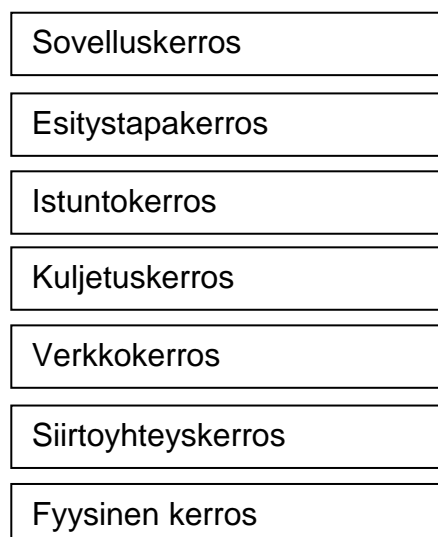 Sovelluskerros
Esitystapakerros
Istuntokerros
Kuljetuskerros
Verkkokerros
Siirtoyhteyskerros
Fyysinen kerros